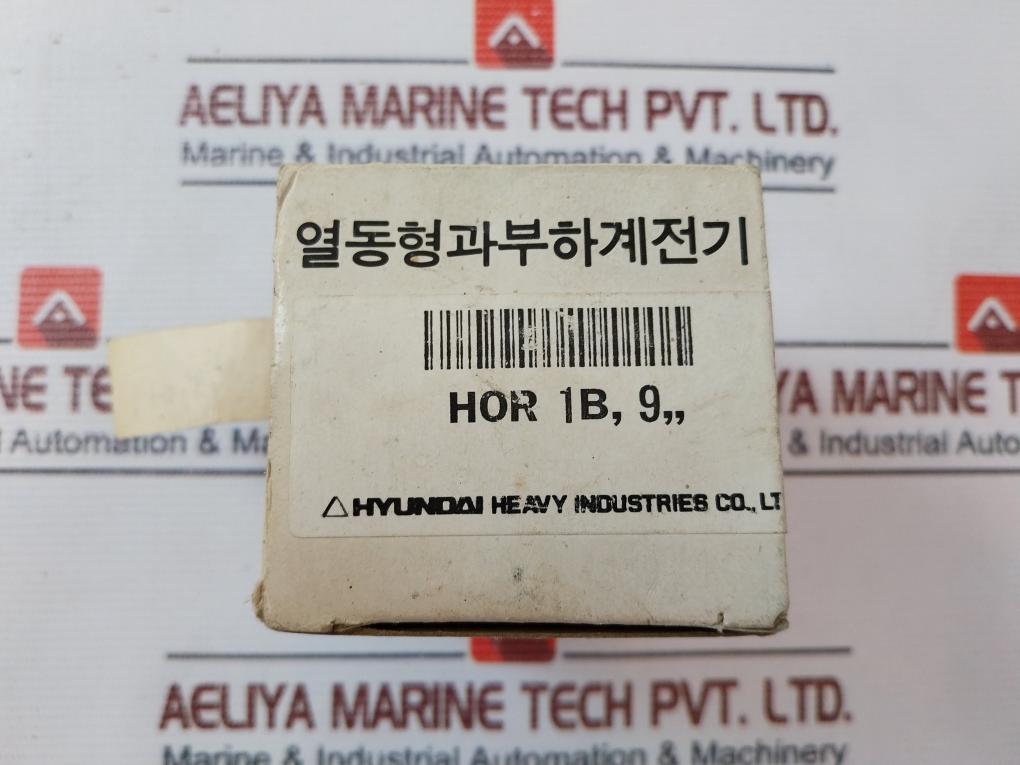 AELIYA MARINE TECH PVT. LTD.
Marine & Industrial Automation & Machinery
열동형과부하계전기
HOR 1B, 9,,
HYUNDAI HEAVY INDUSTRIES CO., LT
NE TE
YA MARINE T
Automation & Ma
& Industrial Auto
AELIYA MARINE TECH PVT. LTD.
Marine & Industrial Automation & Machinery